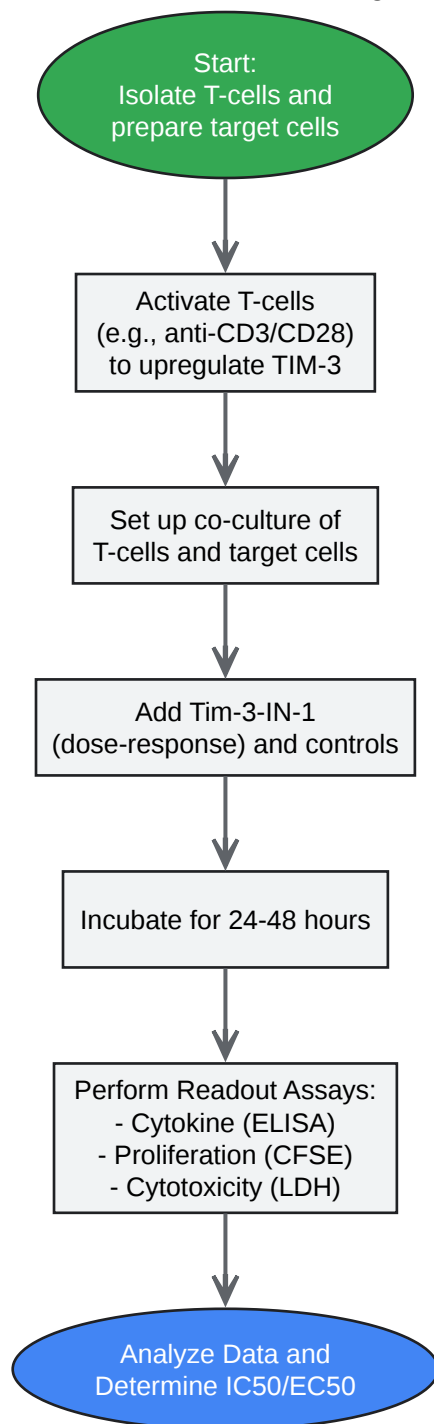 Start:
Isolate T-cells and
prepare target cells
Activate T-cells
(e.g., anti-CD3/CD28)
to upregulate TIM-3
Set up co-culture of
T-cells and target cells
Add Tim-3-IN-1
(dose-response) and controls
Incubate for 24-48 hours
Perform Readout Assays:
- Cytokine (ELISA)
- Proliferation (CFSE)
- Cytotoxicity (LDH)
Analyze Data and
Determine IC50/EC50